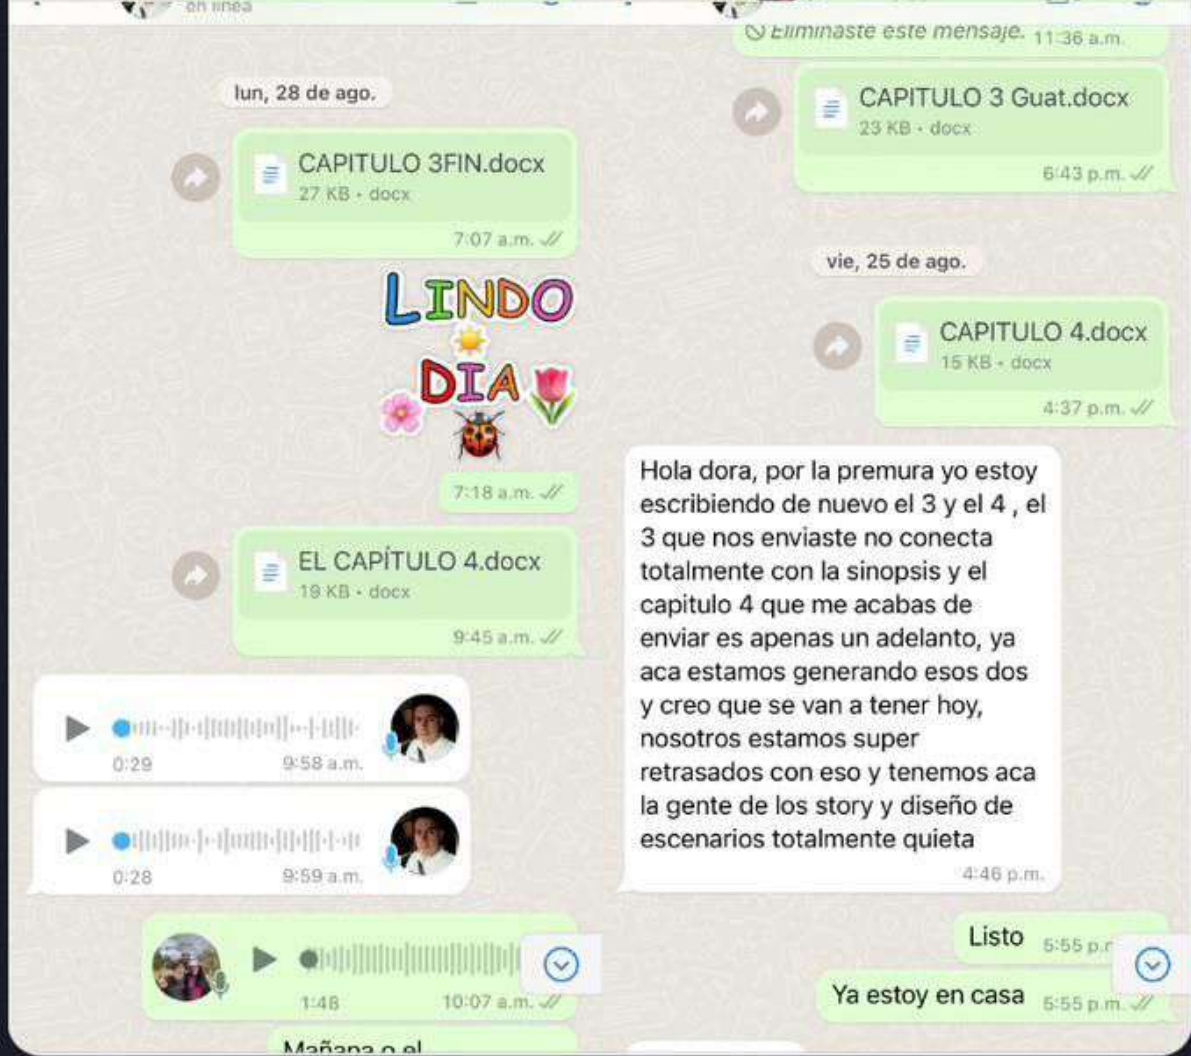 en línea
lun, 28 de ago.
CAPITULO 3FIN.docx
27 KB • docx
7:07 a.m.
LINDO
DIA
7:18 a.m.
EL CAPÍTULO 4.docx
19 KB • docx
9:45 a.m.
0:29 9:58 a.m.
0:28 9:59 a.m.
1:48 10:07 a.m.
Mañana o el
Eliminaste este mensaje. 11:36 a.m.
CAPITULO 3 Guat.docx
23 KB • docx
6:43 p.m.
vie, 25 de ago.
CAPITULO 4.docx
15 KB • docx
4:37 p.m.
Hola dora, por la premura yo estoy
escribiendo de nuevo el 3 y el 4 , el
3 que nos enviaste no conecta
totalmente con la sinopsis y el
capitulo 4 que me acabas de
enviar es apenas un adelanto, ya
aca estamos generando esos dos
y creo que se van a tener hoy,
nosotros estamos super
retrasados con eso y tenemos aca
la gente de los story y diseño de
escenarios totalmente quieta
4:46 p.m.
Listo 5:55
Ya estoy en casa 5:55 p.m.